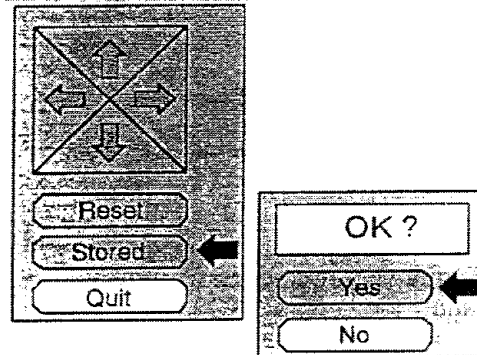 Reset
Stored
Quit
OK ?
Yes
No